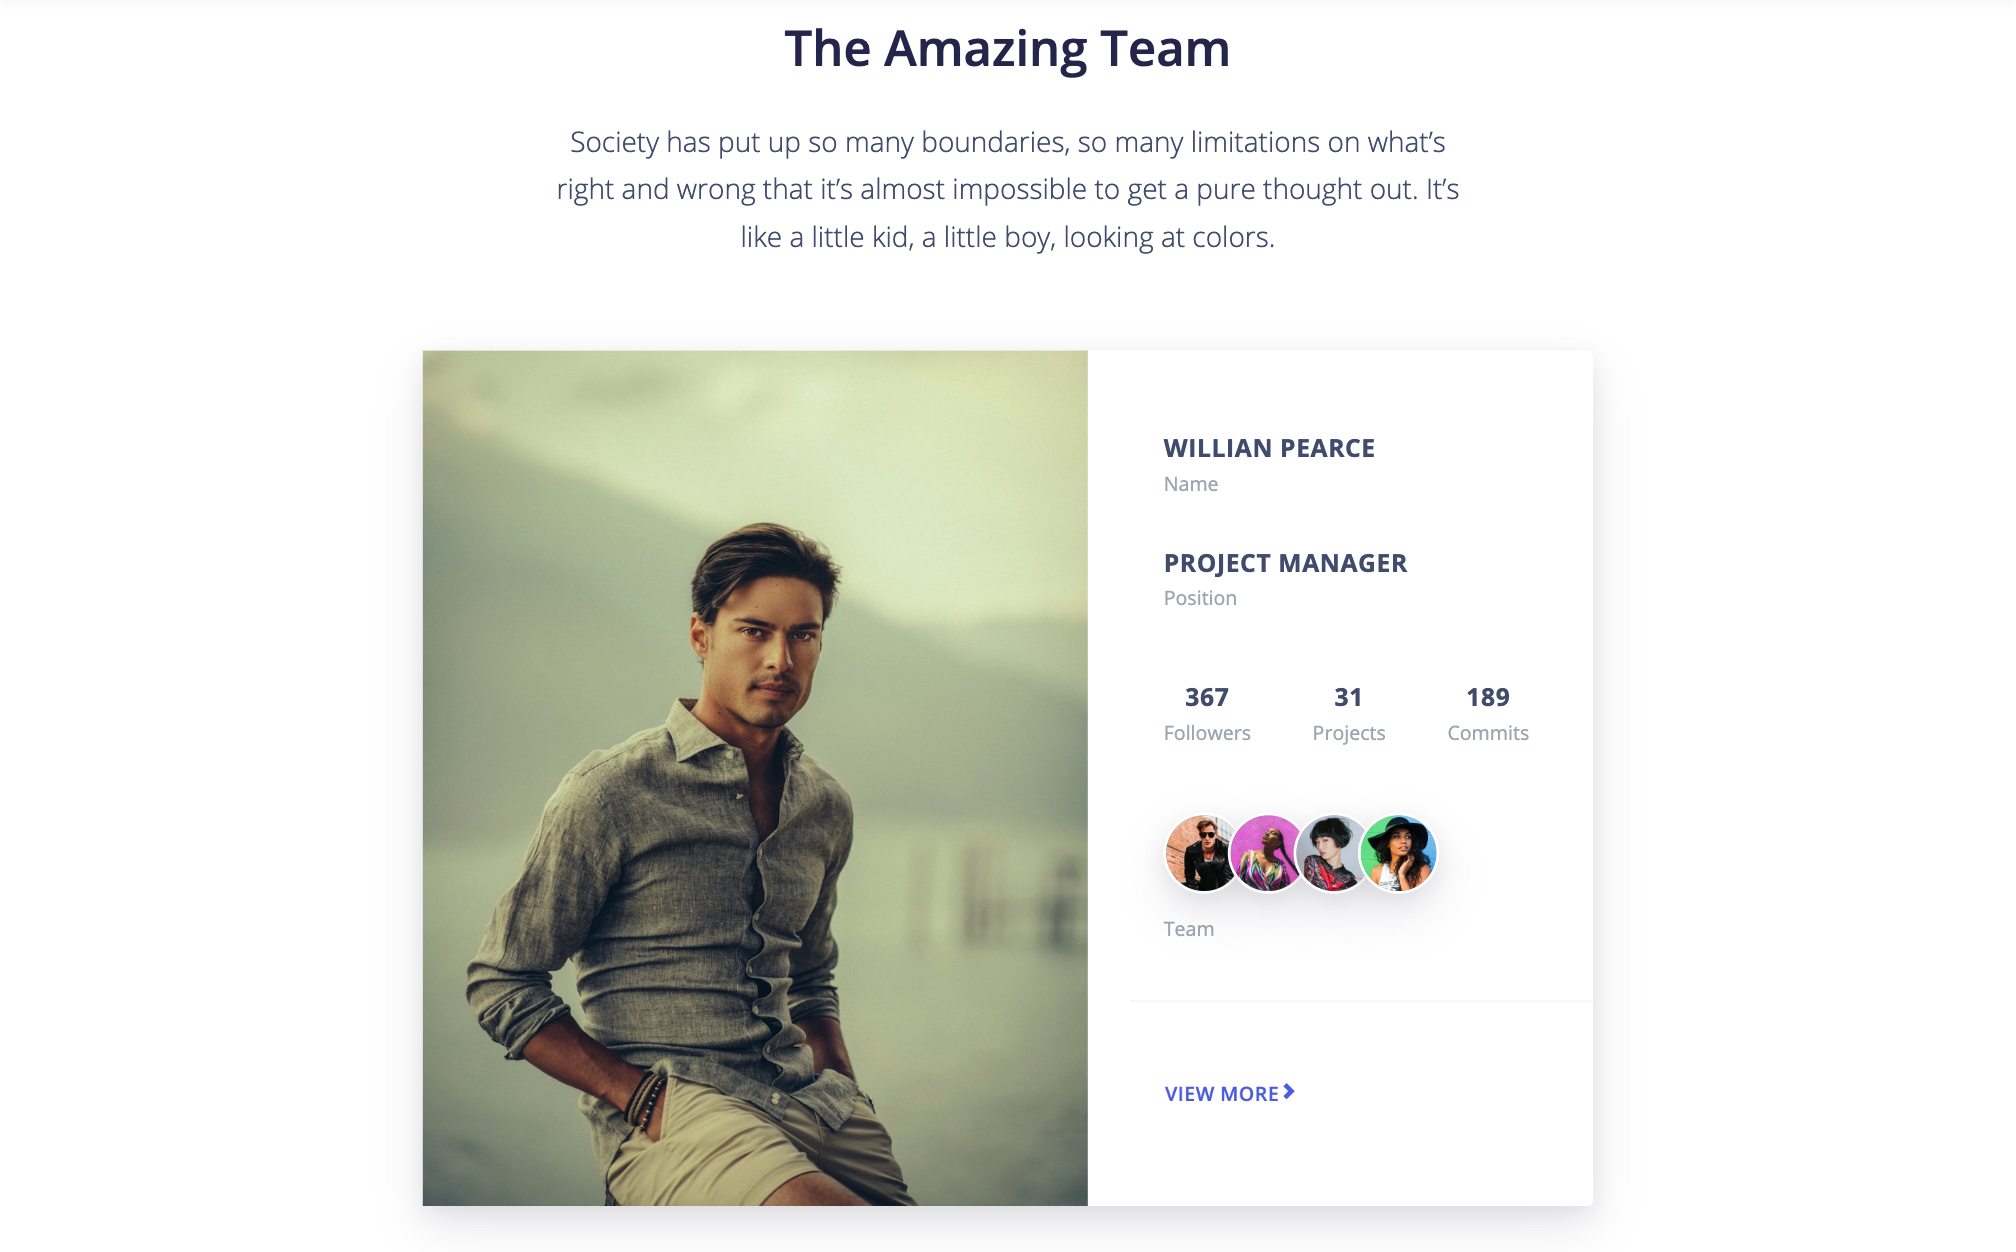 The Amazing Team
Society has put up so many boundaries, so many limitations on what’s
right and wrong that it’s almost impossible to get a pure thought out. It’s
like a little kid, a little boy, looking at colors.
WILLIAN PEARCE
Name
PROJECT MANAGER
Position
367 31 189
Followers Projects Commits
Team
VIEW MORE